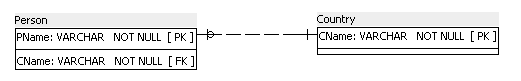 Person
PName: VARCHAR NOT NULL [ PK ]
CName: VARCHAR NOT NULL [ FK ]
Country
CName: VARCHAR NOT NULL [ PK ]